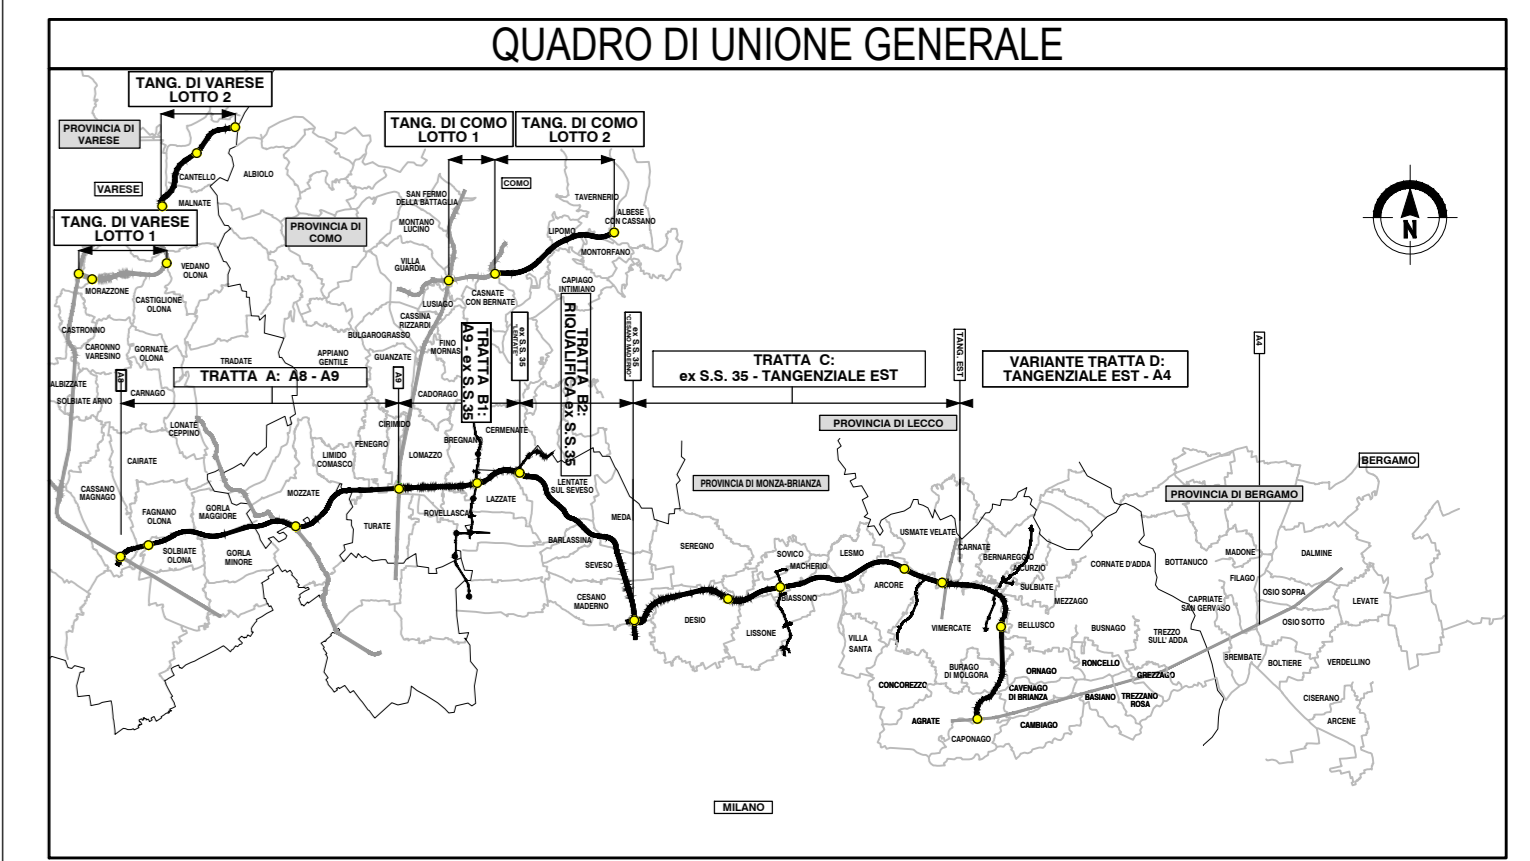 QUADRO DI UNIONE GENERALE
TANG. DI VARESE
LOTTO 2
PROVINCIA DI
VARESE
VARESE
CANTELLO
ALBIOLO
MALNATE
TANG. DI VARESE
LOTTO 1
PROVINCIA DI
COMO
TANG. DI COMO
LOTTO 1
TANG. DI COMO
LOTTO 2
COMO
SAN FERMO
DELLA BATTAGLIA
MONTANO
LUCINO
VILLA
GUARDIA
TAVERNERIO
ALBESE
CON CASSANO
LIPOMO
MONTORFANO
CAPIAGO
INTIMIANO
CASNATE
CON BERNATE
LUSIAGO
CASSINA
RIZZARDI
BULGAROGRASSO
FINO
MORNAS
VEDANO
OLONA
MORAZZONE
CASTIGLIONE
OLONA
CASTRONNO
CARONNO
VARESINO
GORNATE
OLONA
TRADATE
APPIANO
GENTILE
GUANZATE
ALBIZZATE
CARNAGO
SOLBIATE ARNO
A8
TRATTA A: A8 - A9
A9
CADORAGO
TRATTA B1:
A9 - ex S.S.35
ex S.S. 35
"LENTATE"
TRATTA B2:
RIQUALIFICA ex S.S.35
ex S.S. 35
"CESANO MADERNO"
TRATTA C:
ex S.S. 35 - TANGENZIALE EST
TANG. EST
VARIANTE TRATTA D:
TANGENZIALE EST - A4
A4
N
LONATE
CEPPINO
CIRIMIDO
FENEGRO
LIMIDO
COMASCO
LOMAZZO
BREGNANO
CERMENATE
CAIRATE
CASSANO
MAGNAGO
FAGNANO
OLONA
GORLA
MAGGIORE
MOZZATE
SOLBIATE
OLONA
GORLA
MINORE
TURATE
ROVELLASCA
LAZZATE
LENTATE
SUL SEVESO
MEDA
BARLASSINA
SEVESO
CESANO
MADERNO
PROVINCIA DI LECCO
PROVINCIA DI MONZA-BRIANZA
PROVINCIA DI BERGAMO
BERGAMO
SEREGNO
DESIO
LISSONE
SOVICO
MACHERIO
BIASSONO
LESMO
ARCORE
USMATE VELATE
CARNATE
BERNAREGGIO
AICURZIO
SULBIATE
MEZZAGO
CORNATE D'ADDA
BOTTANUCO
MADONE
DALMINE
FILAGO
OSIO SOPRA
CAPRIATE
SAN GERVASO
LEVATE
OSIO SOTTO
VILLA
SANTA
VIMERCATE
BELLUSCO
BUSNAGO
TREZZO
SULL' ADDA
BURAGO
DI MOLGORA
ORNAGO
RONCELLO
GREZZAGO
BREMBATE
BOLTIERE
VERDELLINO
CONCOREZZO
CAVENAGO
DI BRIANZA
BASIANO
TREZZANO
ROSA
CISERANO
ARCENE
AGRATE
CAMBIAGO
CAPONAGO
MILANO